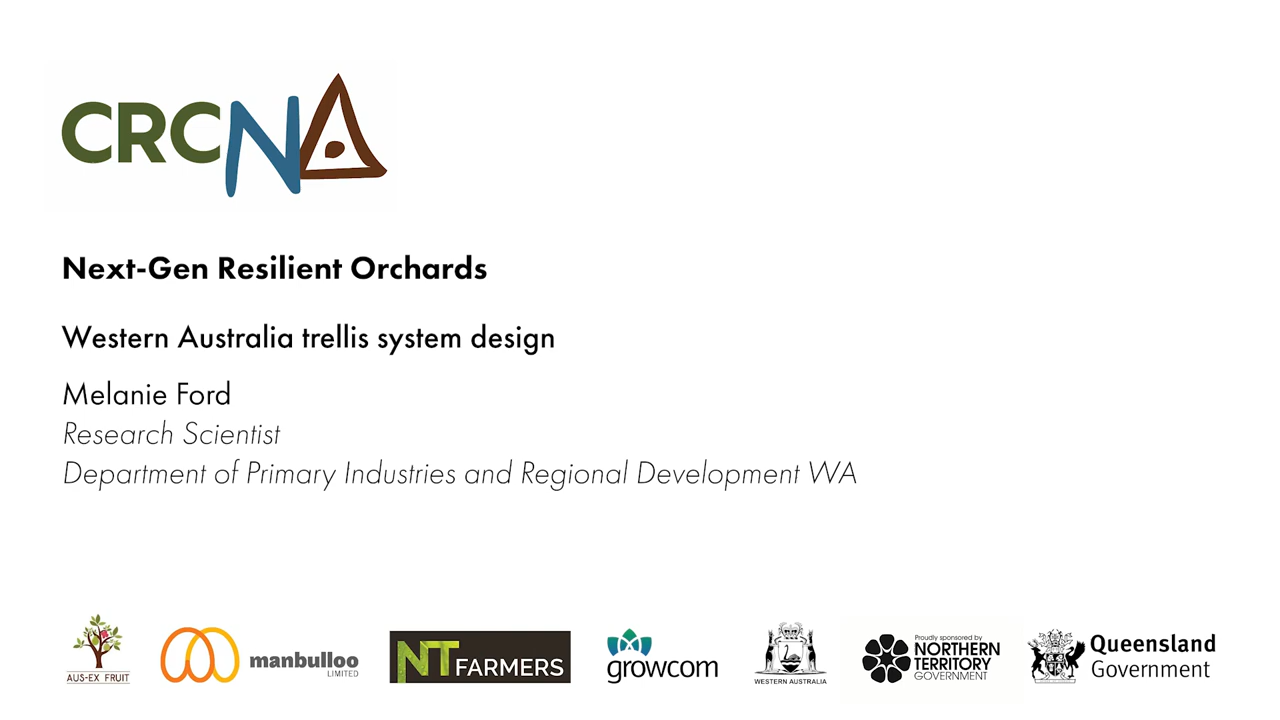 CRCNA
Next-Gen Resilient Orchards
Western Australia trellis system design
Melanie Ford
Research Scientist
Department of Primary Industries and Regional Development WA
AUS-EX FRUIT
manbulloo
LIMITED
NT FARMERS
growcom
WESTERN AUSTRALIA
Proudly sponsored by
NORTHERN
TERRITORY
GOVERNMENT
Queensland
Government